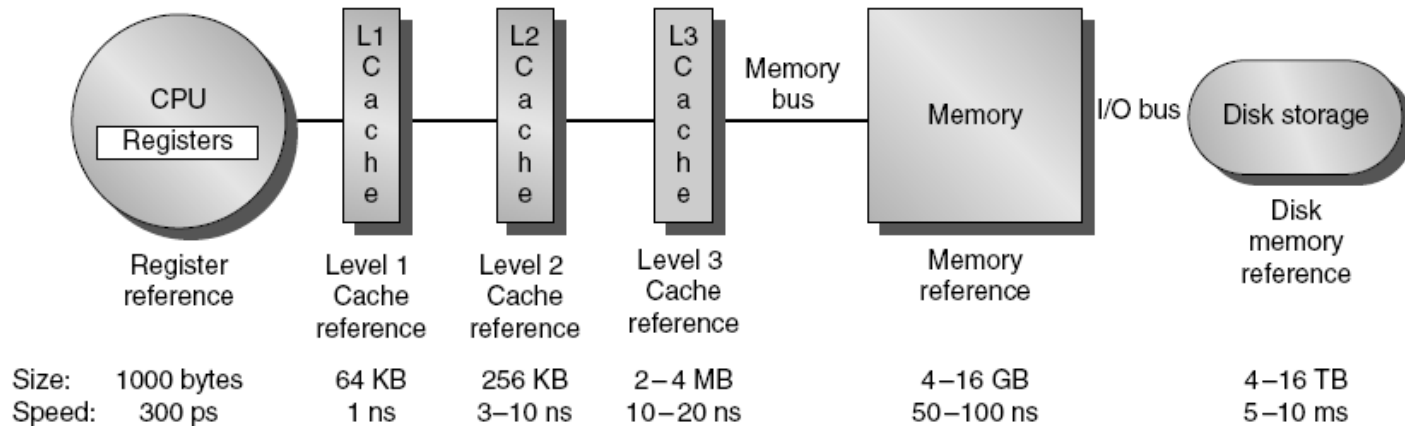 CPU
Registers
L1
C
a
c
h
e
L2
C
a
c
h
e
L3
C
a
c
h
e
Memory
bus
Memory
I/O bus
Disk storage
Register
reference
Level 1
Cache
reference
Level 2
Cache
reference
Level 3
Cache
reference
Memory
reference
Disk
memory
reference
Size: 1000 bytes 64 KB 256 KB 2–4 MB 4–16 GB 4–16 TB
Speed: 300 ps 1 ns 3–10 ns 10–20 ns 50–100 ns 5–10 ms